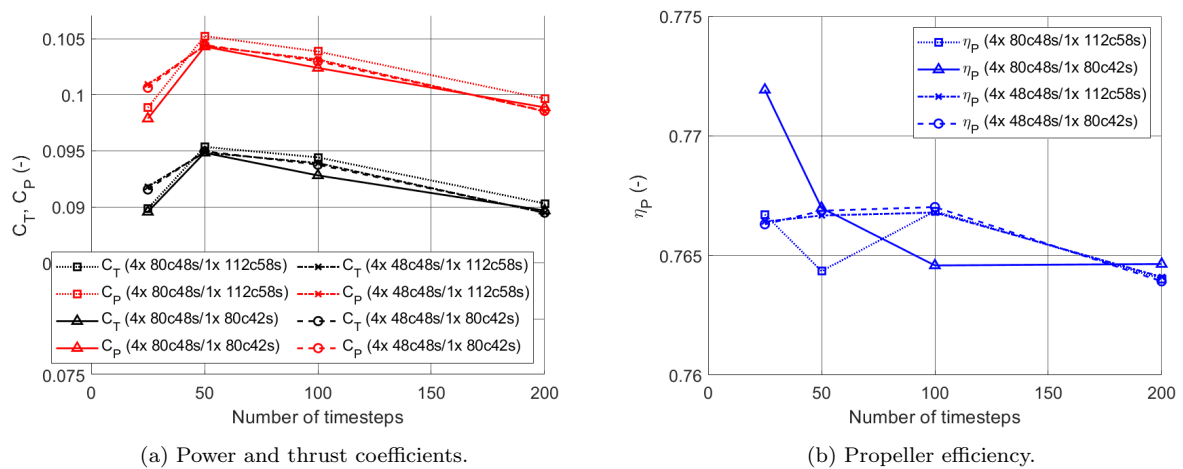 0.105
0.1
0.095
0.09
0.075
0
50
100
150
200
C_T, C_P (-)
Number of timesteps
C_T (4x 80c48s/1x 112c58s)
C_P (4x 80c48s/1x 112c58s)
C_T (4x 80c48s/1x 80c42s)
C_P (4x 80c48s/1x 80c42s)
C_T (4x 48c48s/1x 112c58s)
C_P (4x 48c48s/1x 112c58s)
C_T (4x 48c48s/1x 80c42s)
C_P (4x 48c48s/1x 80c42s)
(a) Power and thrust coefficients.
0.775
0.77
0.765
0.76
0
50
100
150
200
η_P (-)
Number of timesteps
η_P (4x 80c48s/1x 112c58s)
η_P (4x 80c48s/1x 80c42s)
η_P (4x 48c48s/1x 112c58s)
η_P (4x 48c48s/1x 80c42s)
(b) Propeller efficiency.